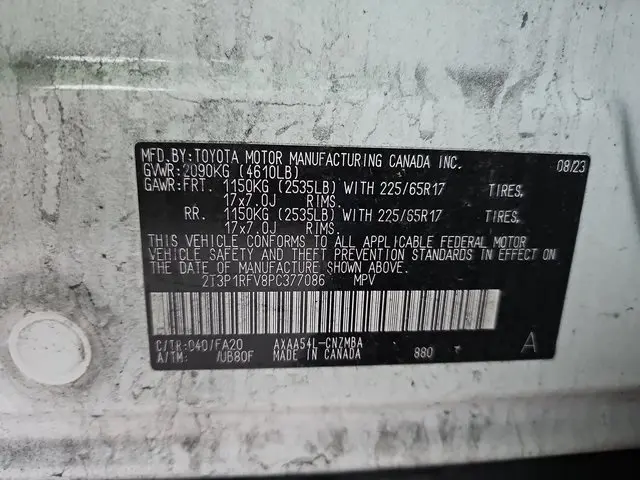 MFD.BY:TOYOTA MOTOR MANUFACTURING CANADA INC. 08/23
GVWR:2090KG (4610LB)
GAWR:FRT. 1150KG (2535LB) WITH 225/65R17 TIRES,
17x7.0J RIMS.
RR. 1150KG (2535LB) WITH 225/65R17 TIRES,
17x7.0J RIMS.
THIS VEHICLE CONFORMS TO ALL APPLICABLE FEDERAL MOTOR
VEHICLE SAFETY AND THEFT PREVENTION STANDARDS IN EFFECT ON
THE DATE OF MANUFACTURE SHOWN ABOVE.
2T3P1RFV8PC377086 MPV
C/TR:040/FA20 AXAA54L-CNZMBA
A/TM: /UB80F MADE IN CANADA 880 A